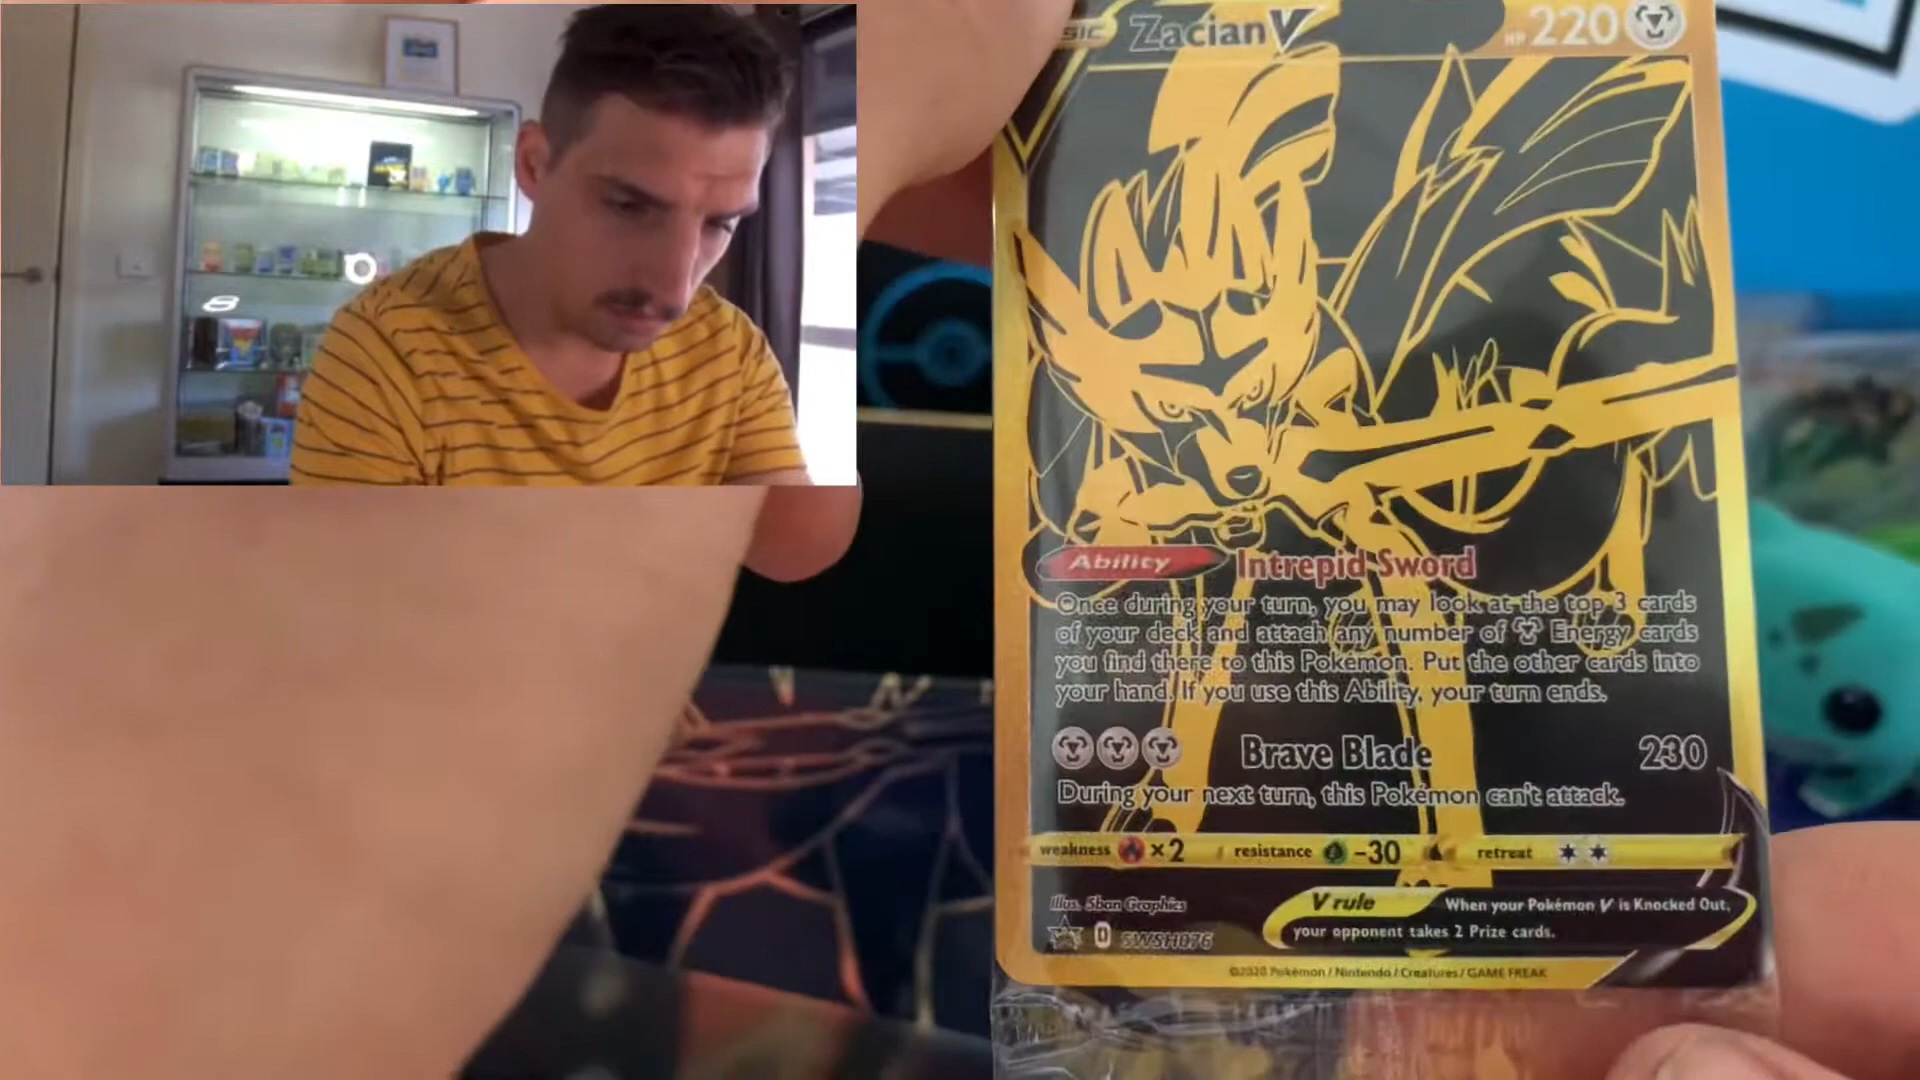 SIC Zacian V HP 220
Ability Intrepid Sword
Once during your turn, you may look at the top 3 cards
of your deck and attach any number of Energy cards
you find there to this Pokémon. Put the other cards into
your hand. If you use this Ability, your turn ends.
Brave Blade 230
During your next turn, this Pokémon can't attack.
weakness ×2 resistance -30 retreat
Illus. 5ban Graphics
V rule When your Pokémon V is Knocked Out,
your opponent takes 2 Prize cards.
D SWSH076
©2020 Pokémon / Nintendo / Creatures / GAME FREAK